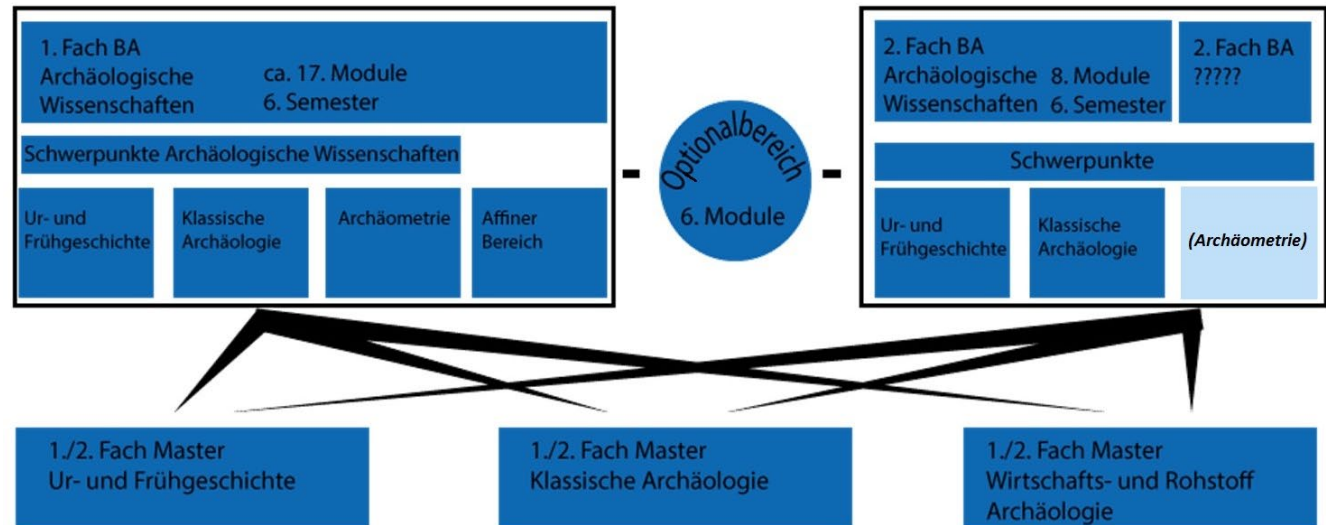 1. Fach BA
Archäologische
Wissenschaften
ca. 17. Module
6. Semester
Schwerpunkte Archäologische Wissenschaften
Ur- und
Frühgeschichte
Klassische
Archäologie
Archäometrie
Affiner
Bereich
Optionalbereich
6. Module
2. Fach BA
Archäologische
Wissenschaften
8. Module
6. Semester
2. Fach BA
?????
Schwerpunkte
Ur- und
Frühgeschichte
Klassische
Archäologie
(Archäometrie)
1./2. Fach Master
Ur- und Frühgeschichte
1./2. Fach Master
Klassische Archäologie
1./2. Fach Master
Wirtschafts- und Rohstoff
Archäologie